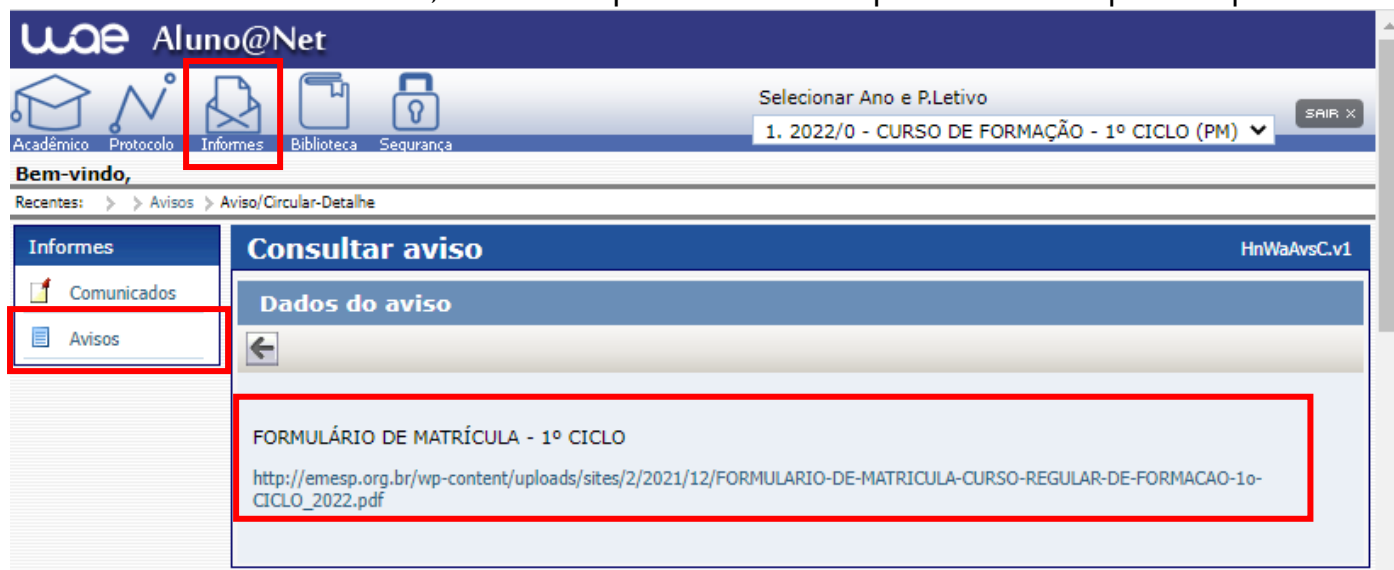 wae Aluno@Net
Selecionar Ano e P.Letivo
1. 2022/0 - CURSO DE FORMAÇÃO - 1º CICLO (PM)
SAIR X
Acadêmico Protocolo Informes Biblioteca Segurança
Bem-vindo,
Recentes: > > Avisos > Aviso/Circular-Detalhe
Informes
Comunicados
Avisos
Consultar aviso HnWaAvsC.v1
Dados do aviso
FORMULÁRIO DE MATRÍCULA - 1º CICLO
http://emesp.org.br/wp-content/uploads/sites/2/2021/12/FORMULARIO-DE-MATRICULA-CURSO-REGULAR-DE-FORMACAO-1o-
CICLO_2022.pdf